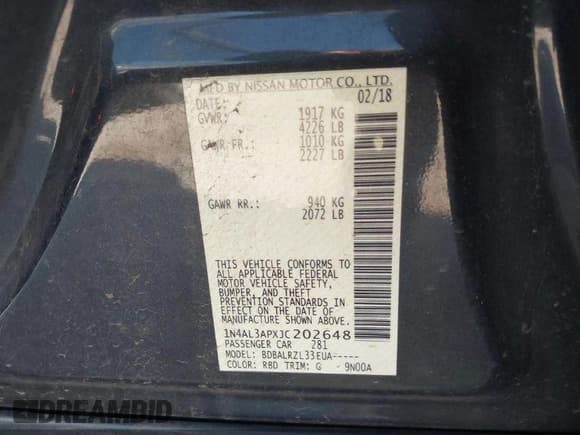 MFD BY NISSAN MOTOR CO., LTD.
DATE: 02/18
GVWR: 1917 KG
4226 LB
GAWR FR.: 1010 KG
2227 LB
GAWR RR.: 940 KG
2072 LB
THIS VEHICLE CONFORMS TO
ALL APPLICABLE FEDERAL
MOTOR VEHICLE SAFETY,
BUMPER, AND THEFT
PREVENTION STANDARDS IN
EFFECT ON THE DATE OF
MANUFACTURE SHOWN ABOVE.
1N4AL3APXJC202648
PASSENGER CAR 281
MODEL: BDBALRZL33EUA-----
COLOR: RBD TRIM: G - 9N00A
DREAMBID